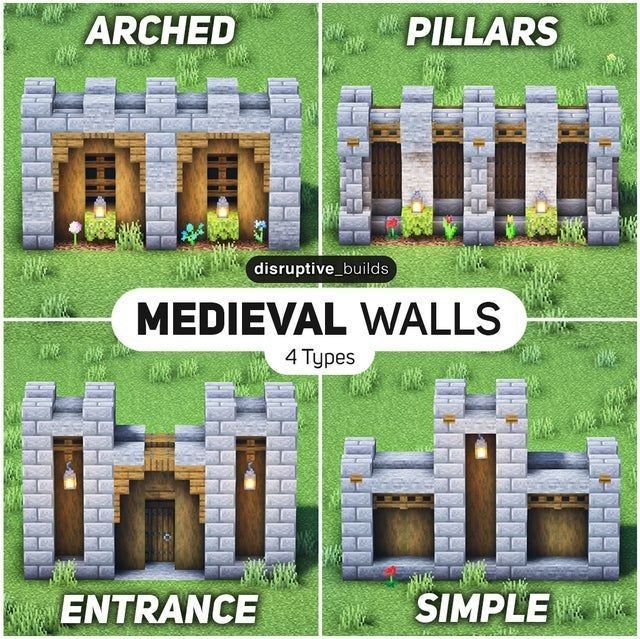 ARCHED
PILLARS
disruptive_builds
MEDIEVAL WALLS
4 Types
ENTRANCE
SIMPLE